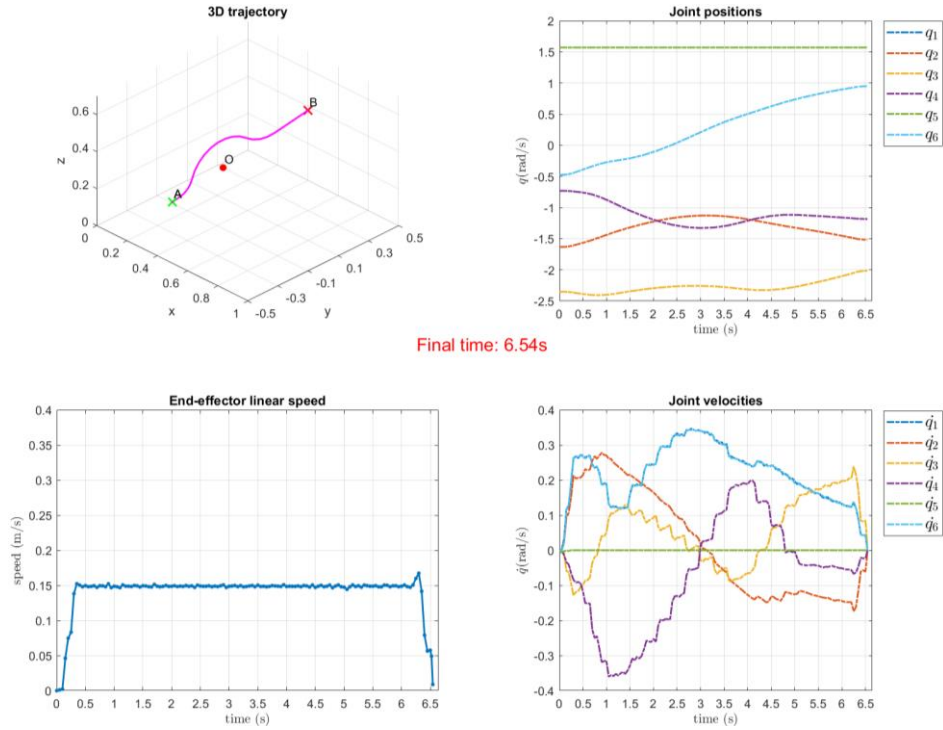 3D trajectory
B
O
A
0.6
0.4
0.2
0
z
0
0.2
0.4
0.6
0.8
1
x
-0.5
-0.3
-0.1
0.1
0.3
0.5
y
Joint positions
2
1.5
1
0.5
0
-0.5
-1
-1.5
-2
-2.5
q(rad/s)
0 0.5 1 1.5 2 2.5 3 3.5 4 4.5 5 5.5 6 6.5
time (s)
q₁
q₂
q₃
q₄
q₅
q₆
Final time: 6.54s
End-effector linear speed
0.4
0.35
0.3
0.25
0.2
0.15
0.1
0.05
0
speed (m/s)
0 0.5 1 1.5 2 2.5 3 3.5 4 4.5 5 5.5 6 6.5
time (s)
Joint velocities
0.4
0.3
0.2
0.1
0
-0.1
-0.2
-0.3
-0.4
q̇(rad/s)
0 0.5 1 1.5 2 2.5 3 3.5 4 4.5 5 5.5 6 6.5
time (s)
q̇₁
q̇₂
q̇₃
q̇₄
q̇₅
q̇₆